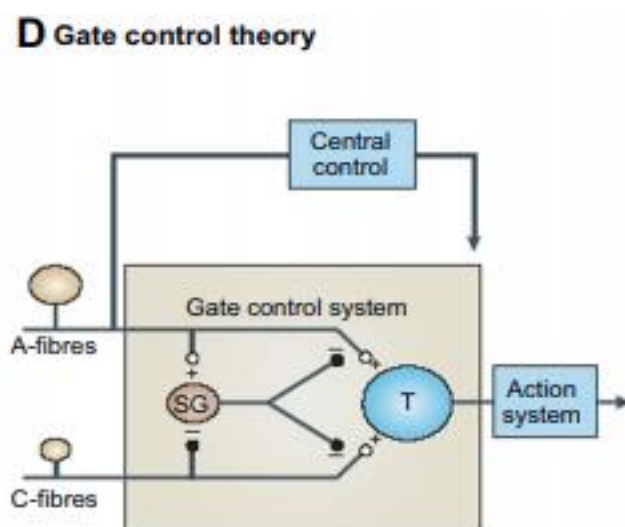 D Gate control theory
Central
control
Gate control system
A-fibres
+
−
+
SG
T
Action
system
−
−
+
C-fibres